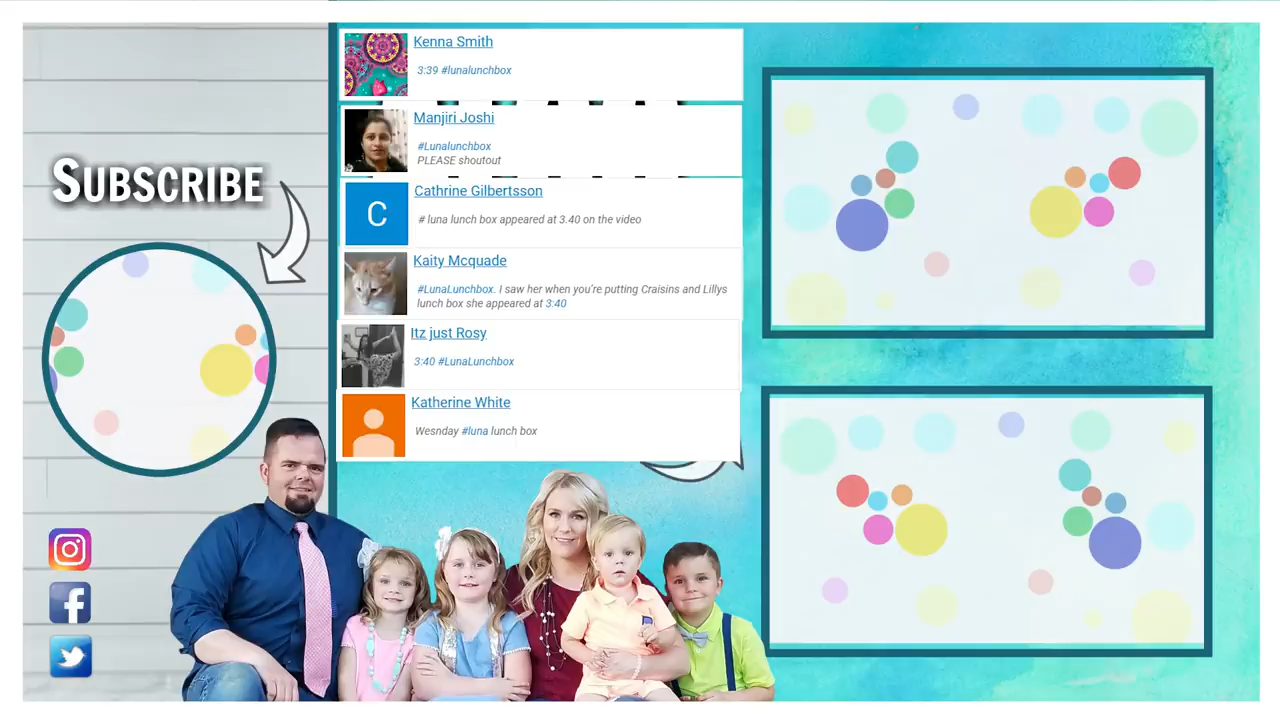 SUBSCRIBE
Kenna Smith
3:39 #lunalunchbox
Manjiri Joshi
#Lunalunchbox
PLEASE shoutout
C
Cathrine Gilbertsson
# luna lunch box appeared at 3.40 on the video
Kaity Mcquade
#LunaLunchbox. I saw her when you're putting Craisins and Lillys
lunch box she appeared at 3:40
Itz just Rosy
3:40 #LunaLunchbox
Katherine White
Wesnday #luna lunch box